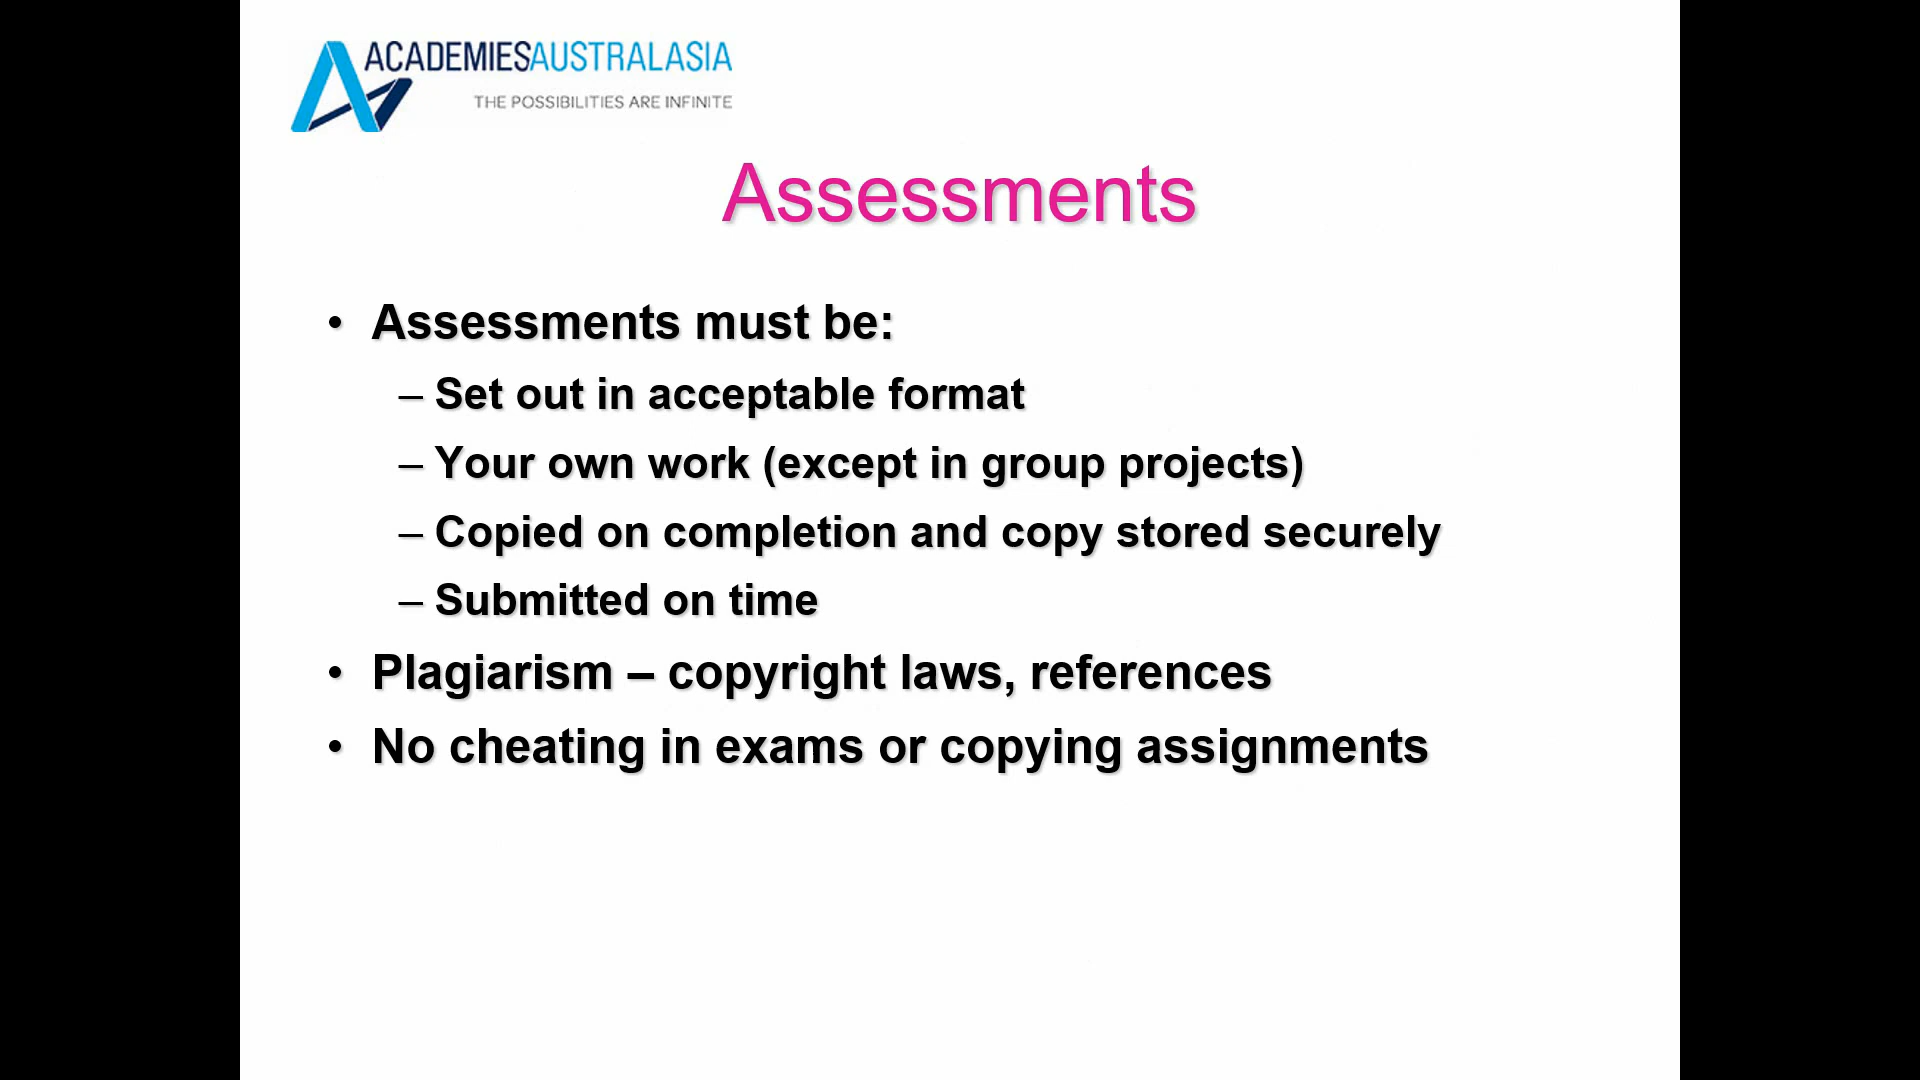 ACADEMIESAUSTRALASIA
THE POSSIBILITIES ARE INFINITE
Assessments
• Assessments must be:
– Set out in acceptable format
– Your own work (except in group projects)
– Copied on completion and copy stored securely
– Submitted on time
• Plagiarism – copyright laws, references
• No cheating in exams or copying assignments